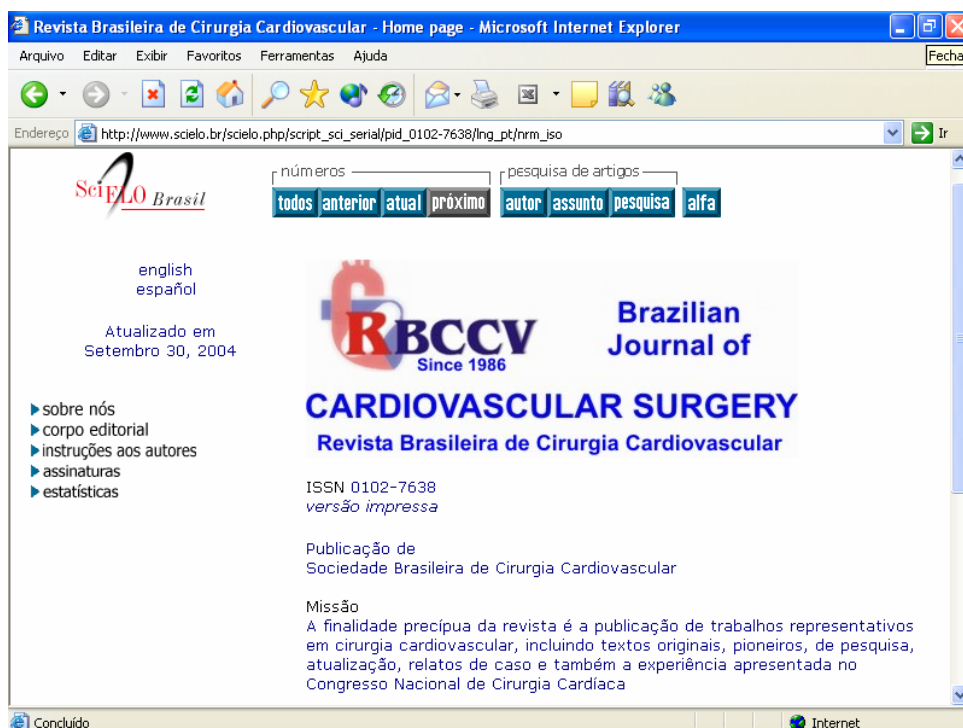 Revista Brasileira de Cirurgia Cardiovascular - Home page - Microsoft Internet Explorer
Arquivo Editar Exibir Favoritos Ferramentas Ajuda
Fecha
Endereço http://www.scielo.br/scielo.php/script_sci_serial/pid_0102-7638/lng_pt/nrm_iso Ir
SciELO Brasil
números pesquisa de artigos
todos anterior atual próximo autor assunto pesquisa alfa
english
español
Atualizado em
Setembro 30, 2004
sobre nós
corpo editorial
instruções aos autores
assinaturas
estatísticas
RBCCV
Since 1986
Brazilian
Journal of
CARDIOVASCULAR SURGERY
Revista Brasileira de Cirurgia Cardiovascular
ISSN 0102-7638
versão impressa
Publicação de
Sociedade Brasileira de Cirurgia Cardiovascular
Missão
A finalidade precípua da revista é a publicação de trabalhos representativos
em cirurgia cardiovascular, incluindo textos originais, pioneiros, de pesquisa,
atualização, relatos de caso e também a experiência apresentada no
Congresso Nacional de Cirurgia Cardíaca
Concluído Internet